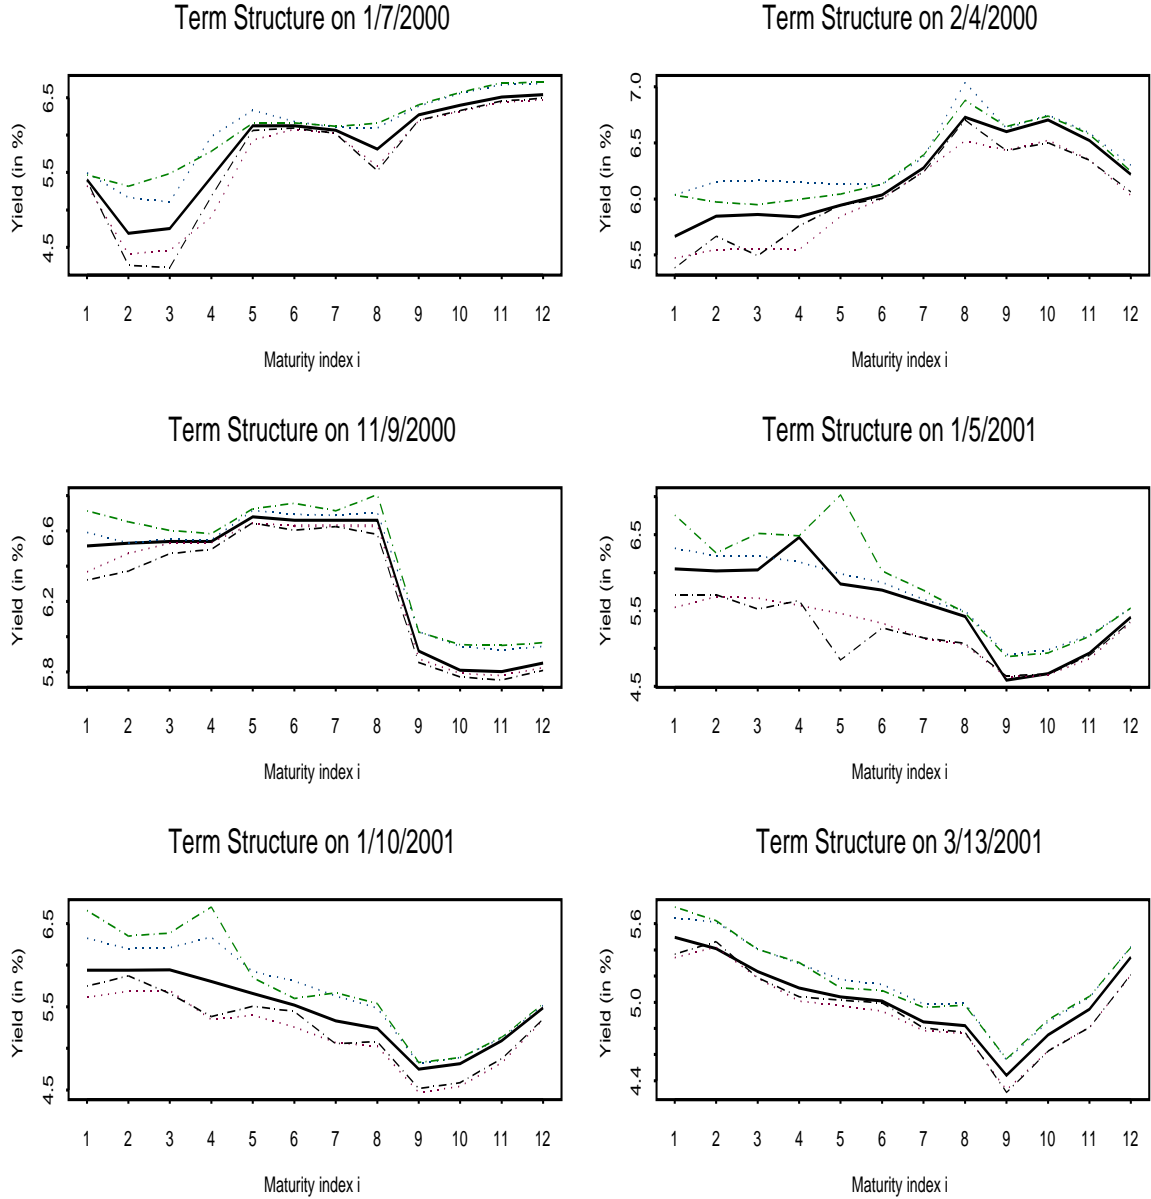 Term Structure on 1/7/2000
Yield (in %)
6.5
5.5
4.5
1 2 3 4 5 6 7 8 9 10 11 12
Maturity index i
Term Structure on 2/4/2000
Yield (in %)
7.0
6.5
6.0
5.5
1 2 3 4 5 6 7 8 9 10 11 12
Maturity index i
Term Structure on 11/9/2000
Yield (in %)
6.6
6.2
5.8
1 2 3 4 5 6 7 8 9 10 11 12
Maturity index i
Term Structure on 1/5/2001
Yield (in %)
6.5
5.5
4.5
1 2 3 4 5 6 7 8 9 10 11 12
Maturity index i
Term Structure on 1/10/2001
Yield (in %)
6.5
5.5
4.5
1 2 3 4 5 6 7 8 9 10 11 12
Maturity index i
Term Structure on 3/13/2001
Yield (in %)
5.6
5.0
4.4
1 2 3 4 5 6 7 8 9 10 11 12
Maturity index i